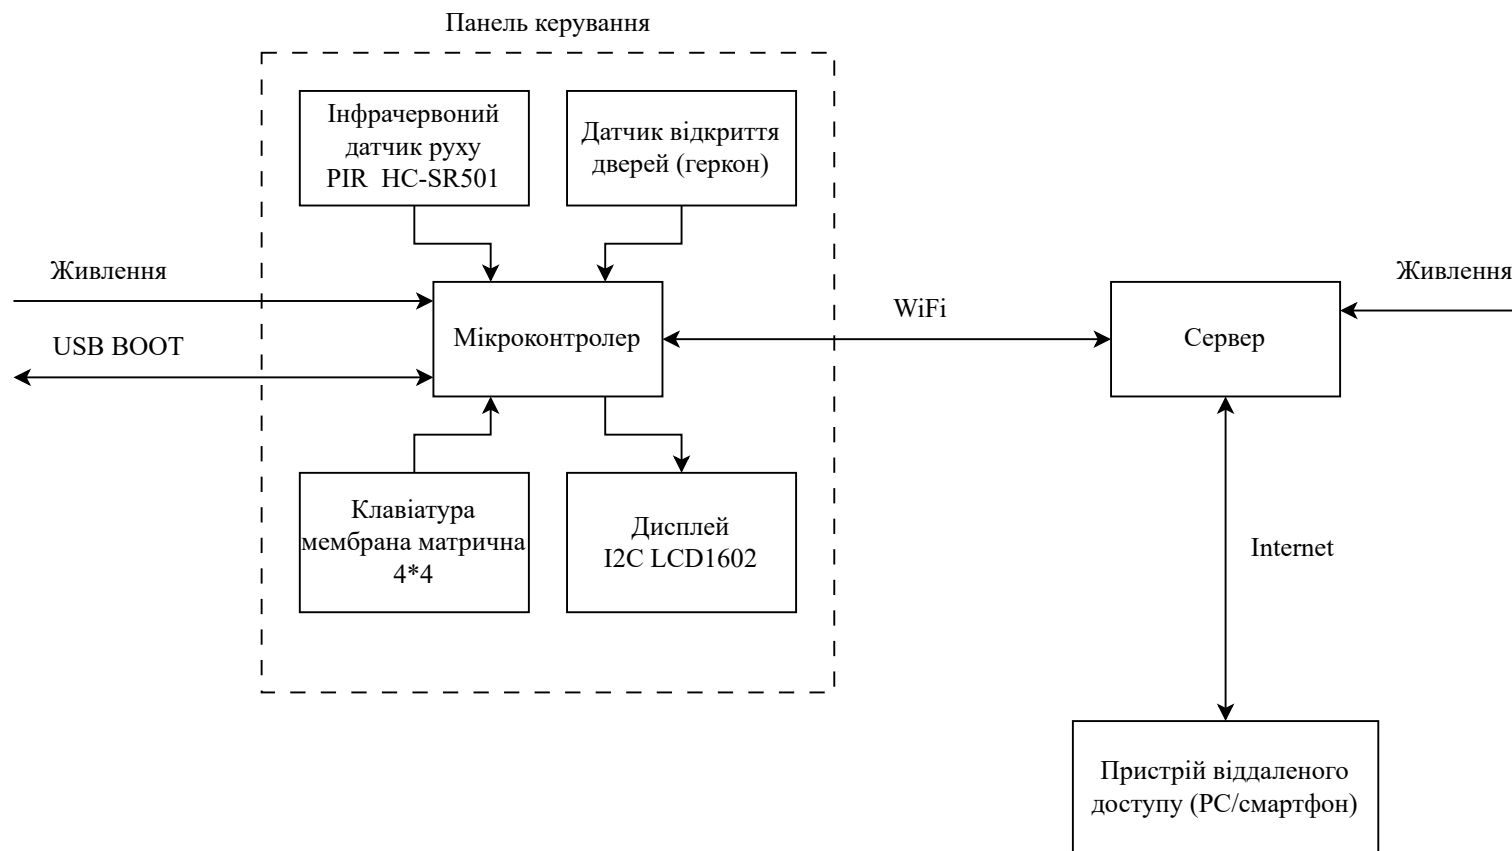 Панель керування
Інфрачервоний
датчик руху
PIR  HC-SR501
Датчик відкриття
дверей (геркон)
Живлення
Живлення
WiFi
Мікроконтролер
Сервер
USB BOOT
Клавіатура
мембрана матрична
4*4
Дисплей
I2C LCD1602
Internet
Пристрій віддаленого
доступу (РС/смартфон)